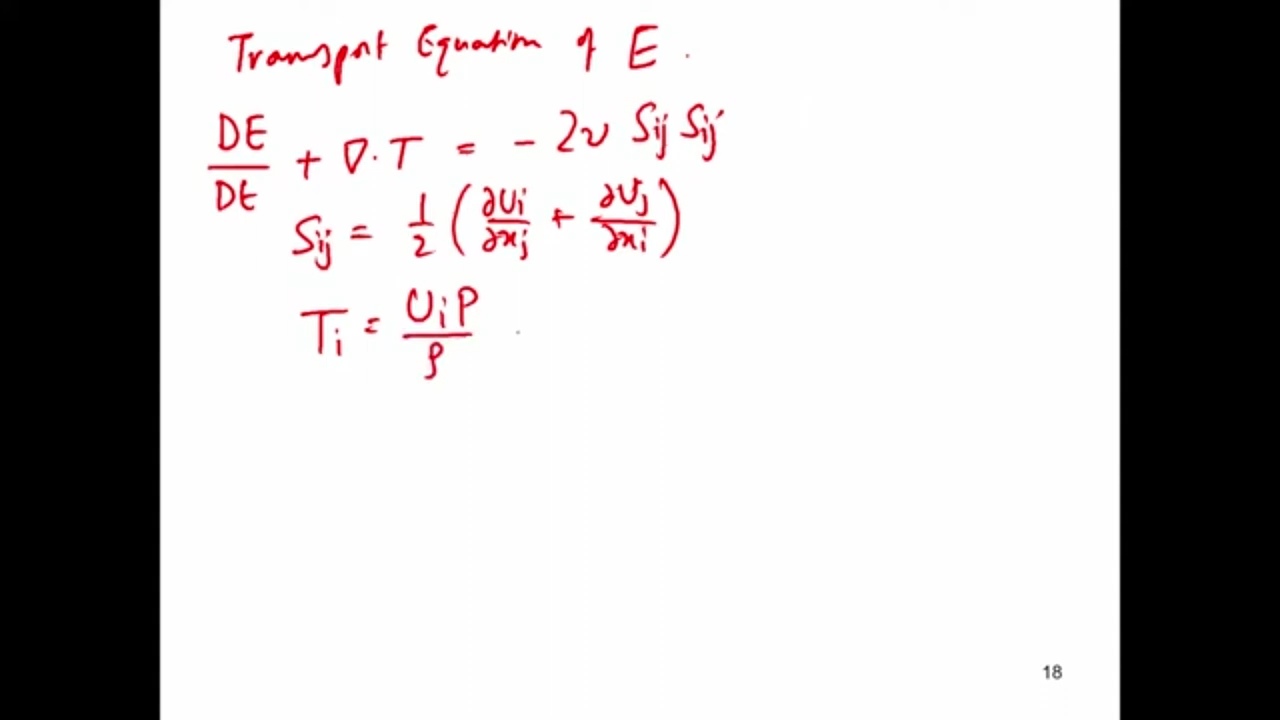 Transport Equation of E.
DE/Dt + ∇·T = - 2ν Sij Sij
Sij = 1/2 (∂Ui/∂xj + ∂Uj/∂xi)
Ti = UiP/ρ
18